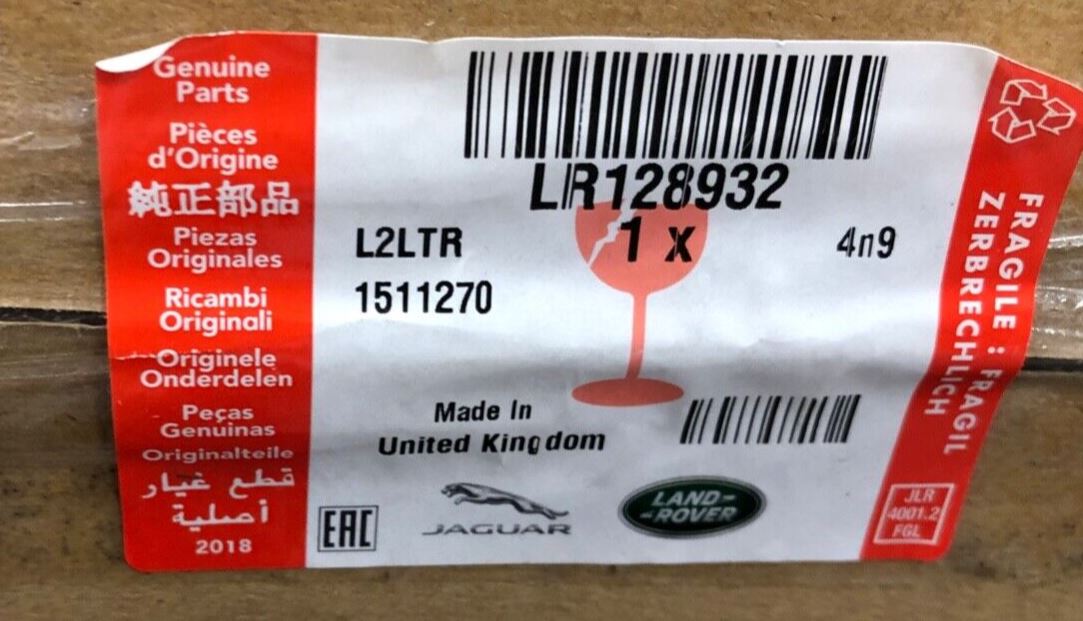 Genuine
Parts
Pièces
d'Origine
純正部品
Piezas
Originales
Ricambi
Originali
Originele
Onderdelen
Peças
Genuinas
Originalteile
قطع غيار
أصلية
2018
LR128932
1 x
L2LTR
4n9
1511270
Made In
United Kingdom
EAC
JAGUAR
LAND-
-ROVER
FRAGILE : FRAGIL
ZERBRECHLICH
JLR
4001.2
FGL